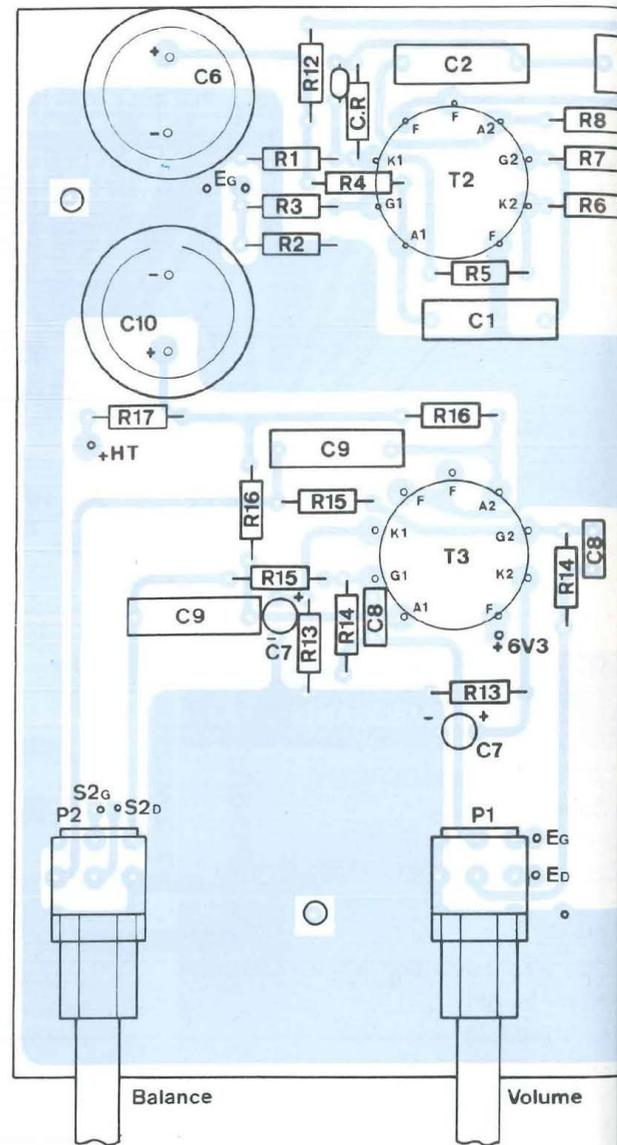 + C6 R12 C.R C2
-
F F A2 R8
R1 K1 G2 R7
EG R4 T2
R3 G1 K2 R6
R2 A1 F
- R5
C10 C1
+
R17 R16
+HT C9
R16 R15 F F A2
K1 G2
T3 C8
R15 G1 K2 R14
C9 + R14 C8 A1 F
- C7 R13 + 6V3
R13
- + C7
S2G S2D
P2 P1
EG
ED
Balance Volume